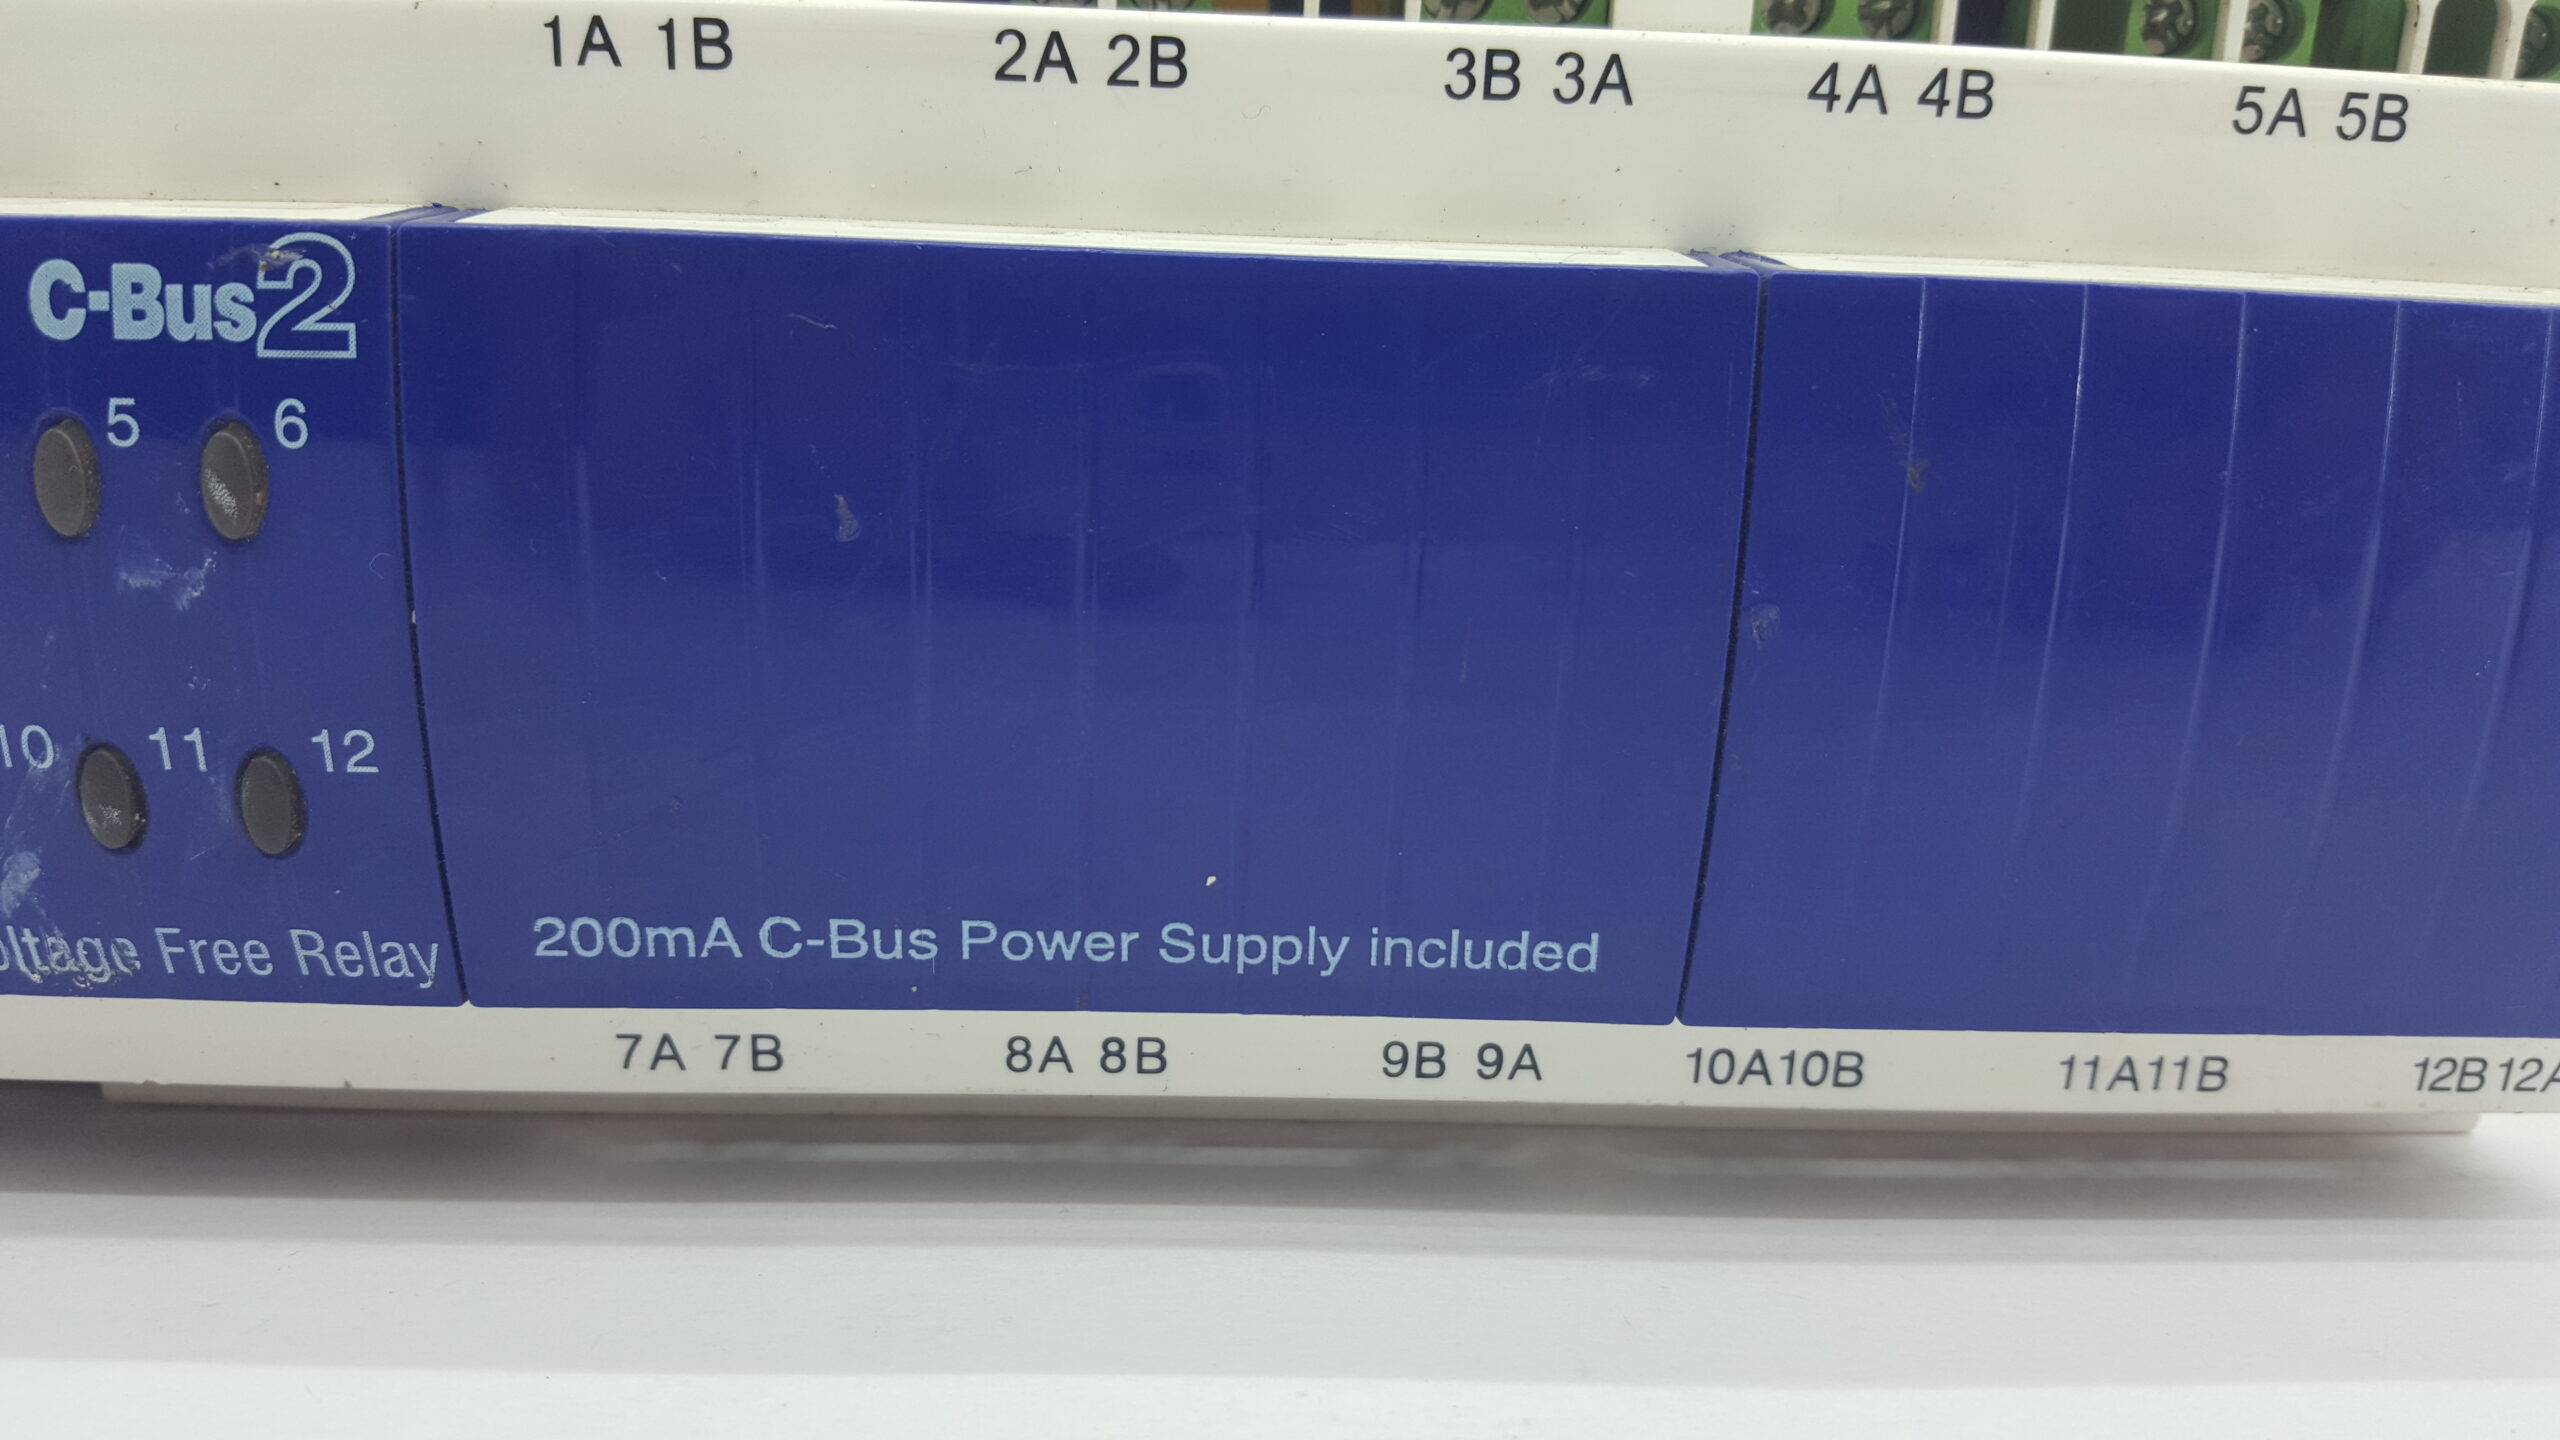 1A 1B 2A 2B 3B 3A 4A 4B 5A 5B
C-Bus2
5 6
10 11 12
Free Relay
200mA C-Bus Power Supply included
7A 7B 8A 8B 9B 9A 10A10B 11A11B 12B12A